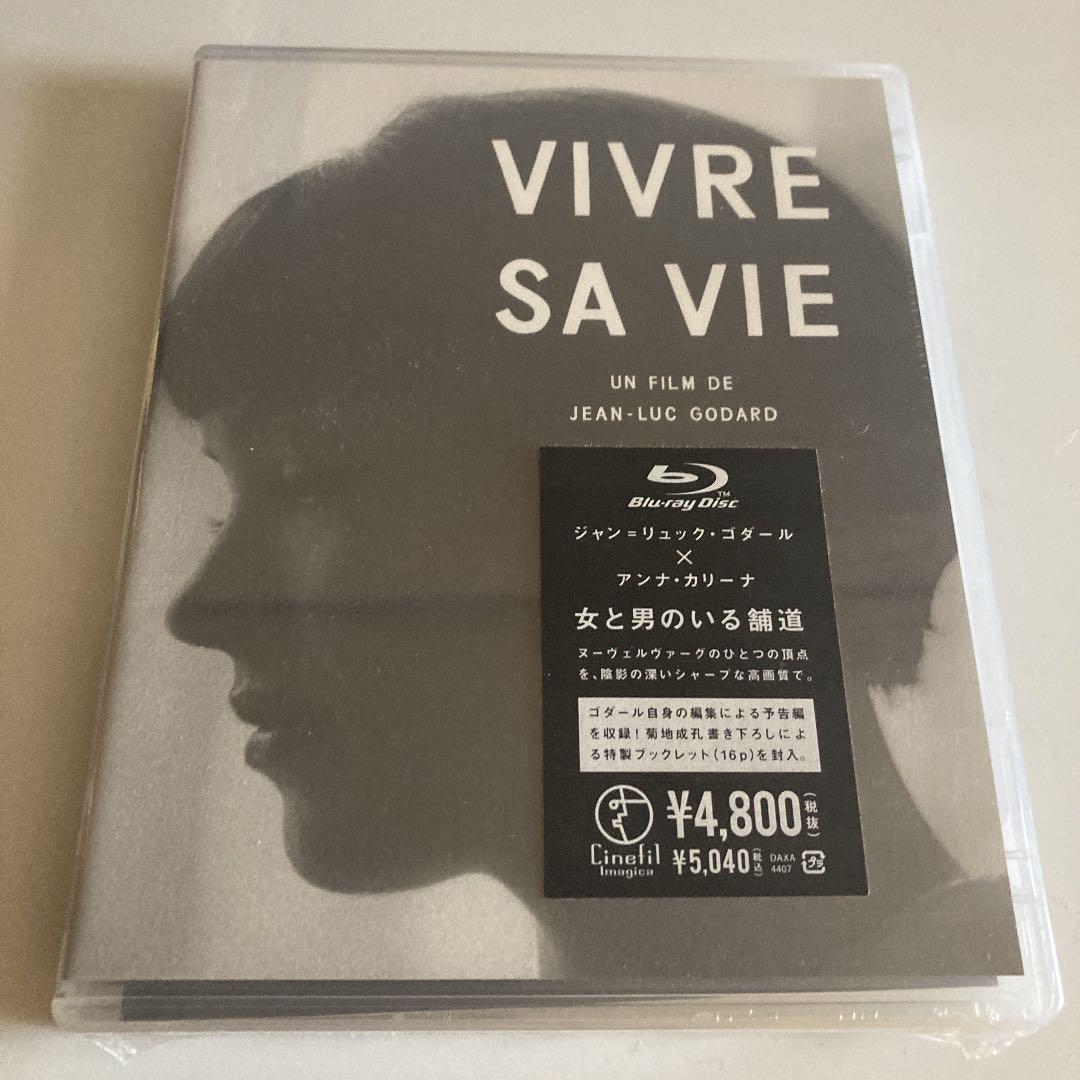 VIVRE
SA VIE
UN FILM DE
JEAN-LUC GODARD
Blu-ray Disc™
ジャン=リュック・ゴダール
×
アンナ・カリーナ
女と男のいる舗道
ヌーヴェルヴァーグのひとつの頂点
を、陰影の深いシャープな高画質で。
ゴダール自身の編集による予告編
を収録!菊地成孔書き下ろしによ
る特製ブックレット(16p)を封入。
Cinefil
Imagica
¥4,800(税抜)
¥5,040(税込)
DAXA
4407